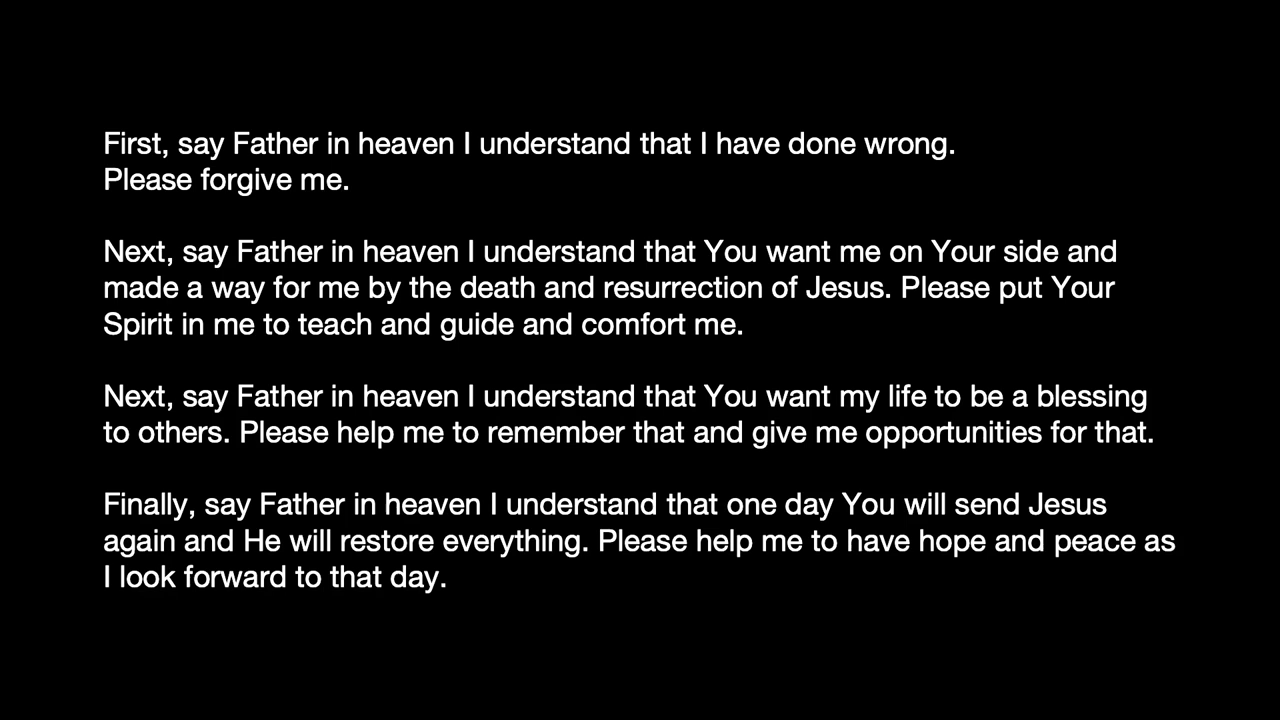 First, say Father in heaven I understand that I have done wrong.
Please forgive me.
Next, say Father in heaven I understand that You want me on Your side and
made a way for me by the death and resurrection of Jesus. Please put Your
Spirit in me to teach and guide and comfort me.
Next, say Father in heaven I understand that You want my life to be a blessing
to others. Please help me to remember that and give me opportunities for that.
Finally, say Father in heaven I understand that one day You will send Jesus
again and He will restore everything. Please help me to have hope and peace as
I look forward to that day.